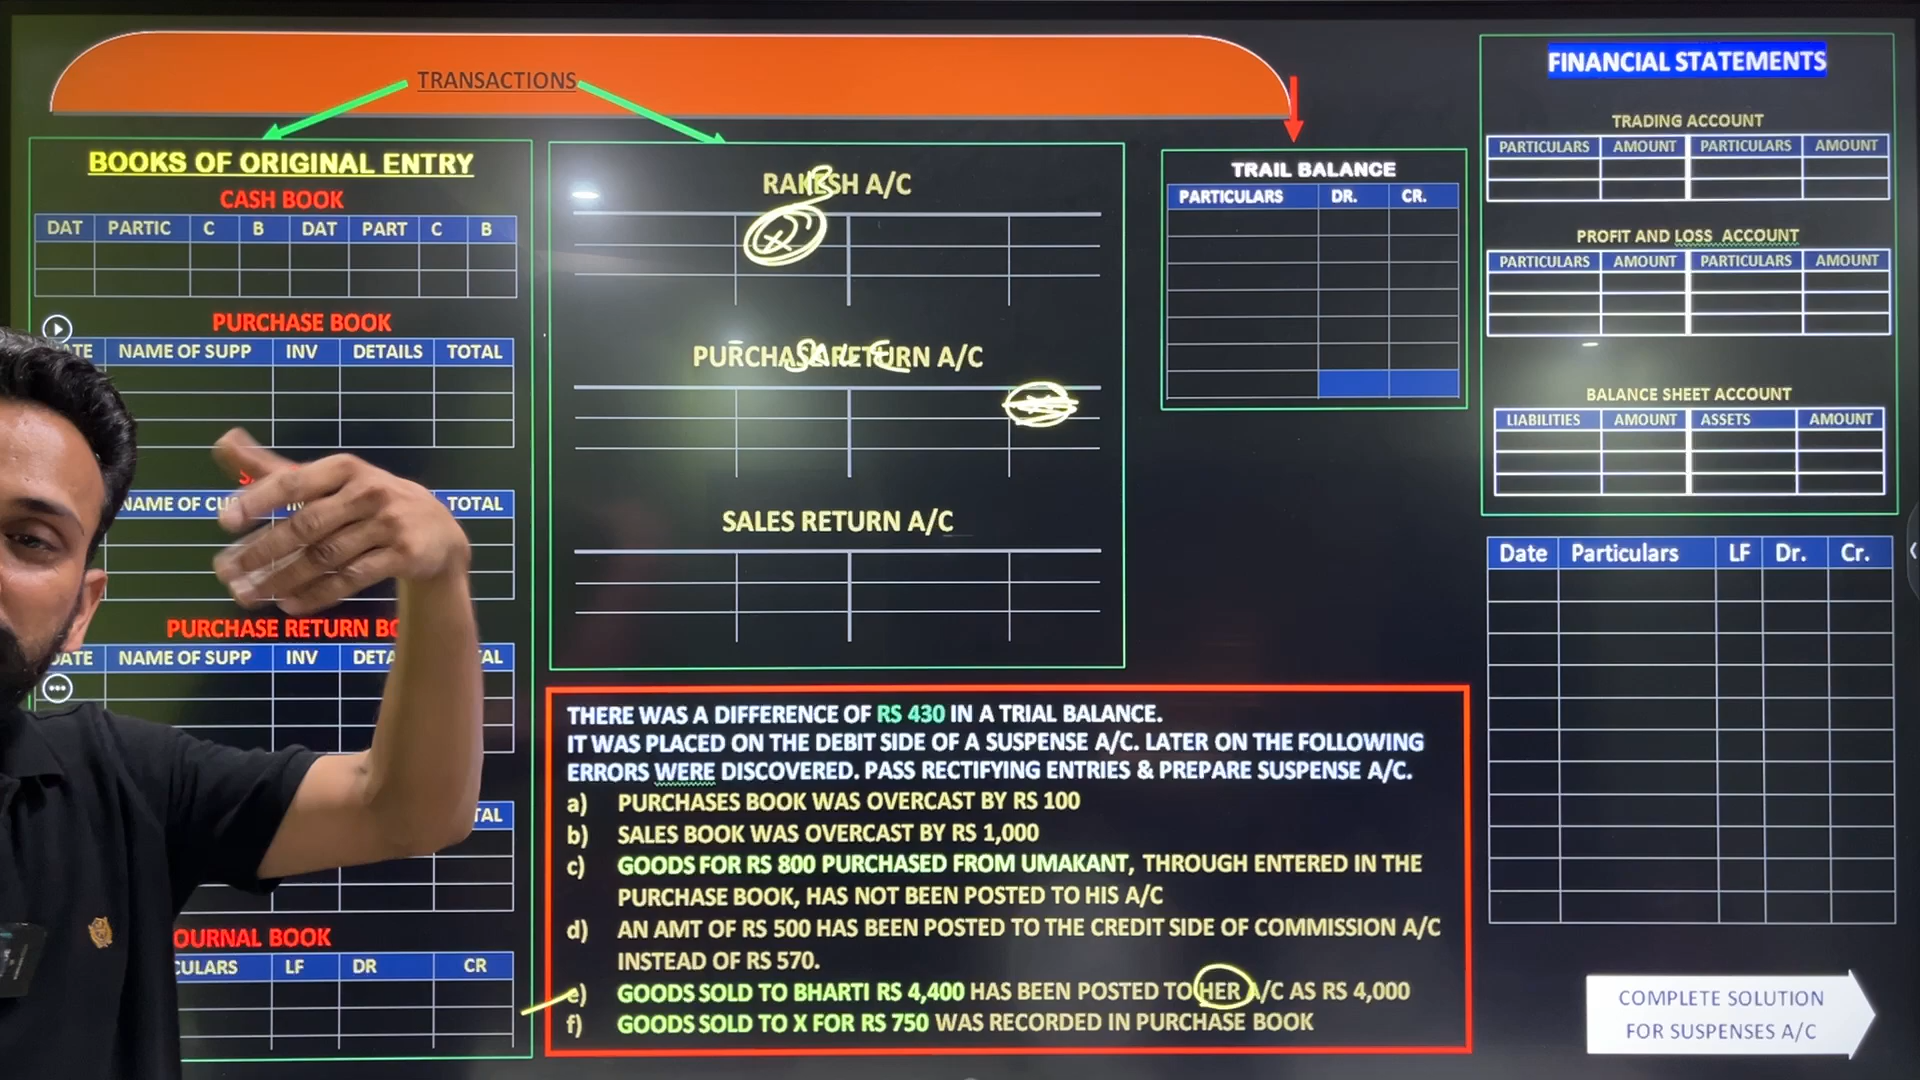 TRANSACTIONS
BOOKS OF ORIGINAL ENTRY
CASH BOOK
DAT PARTIC C B DAT PART C B
PURCHASE BOOK
NAME OF SUPP INV DETAILS TOTAL
TOTAL
PURCHASE RETURN
NAME OF SUPP INV
JOURNAL BOOK
LF DR CR
RAKESH A/C
PURCHASE RETURN A/C
SALES RETURN A/C
TRAIL BALANCE
PARTICULARS DR. CR.
THERE WAS A DIFFERENCE OF RS 430 IN A TRIAL BALANCE.
IT WAS PLACED ON THE DEBIT SIDE OF A SUSPENSE A/C. LATER ON THE FOLLOWING
ERRORS WERE DISCOVERED. PASS RECTIFYING ENTRIES & PREPARE SUSPENSE A/C.
a) PURCHASES BOOK WAS OVERCAST BY RS 100
b) SALES BOOK WAS OVERCAST BY RS 1,000
c) GOODS FOR RS 800 PURCHASED FROM UMAKANT, THROUGH ENTERED IN THE
PURCHASE BOOK, HAS NOT BEEN POSTED TO HIS A/C
d) AN AMT OF RS 500 HAS BEEN POSTED TO THE CREDIT SIDE OF COMMISSION A/C
INSTEAD OF RS 570.
e) GOODS SOLD TO BHARTI RS 4,400 HAS BEEN POSTED TO HER A/C AS RS 4,000
f) GOODS SOLD TO X FOR RS 750 WAS RECORDED IN PURCHASE BOOK
FINANCIAL STATEMENTS
TRADING ACCOUNT
PARTICULARS AMOUNT PARTICULARS AMOUNT
PROFIT AND LOSS ACCOUNT
PARTICULARS AMOUNT PARTICULARS AMOUNT
BALANCE SHEET ACCOUNT
LIABILITIES AMOUNT ASSETS AMOUNT
Date Particulars LF Dr. Cr.
COMPLETE SOLUTION
FOR SUSPENSES A/C